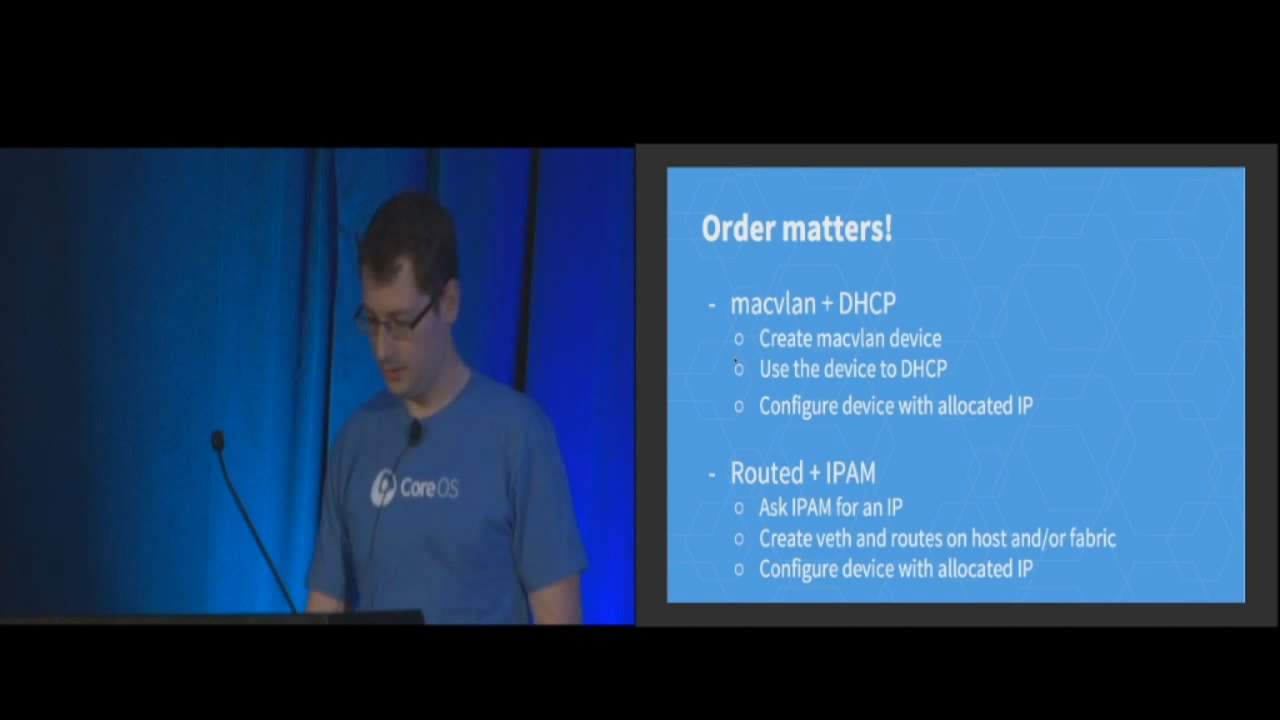 CoreOS
Order matters!
- macvlan + DHCP
○ Create macvlan device
○ Use the device to DHCP
○ Configure device with allocated IP
- Routed + IPAM
○ Ask IPAM for an IP
○ Create veth and routes on host and/or fabric
○ Configure device with allocated IP